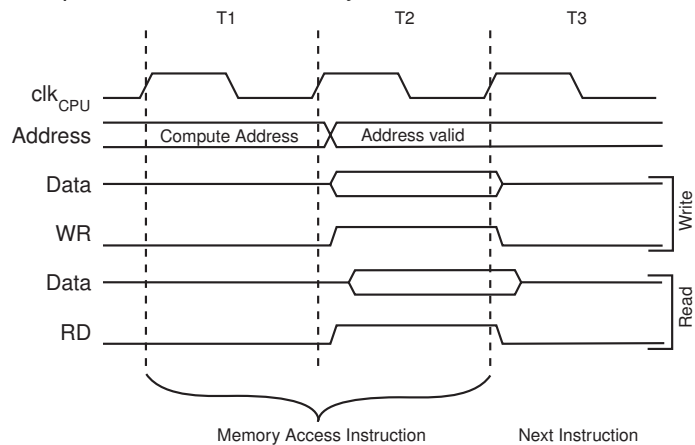 T1 T2 T3
clkCPU
Address Compute Address Address valid
Data
WR
Write
Data
RD
Read
Memory Access Instruction Next Instruction